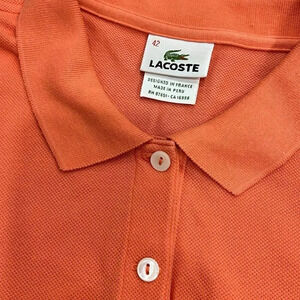 42
LACOSTE
DESIGNED IN FRANCE
MADE IN PERU